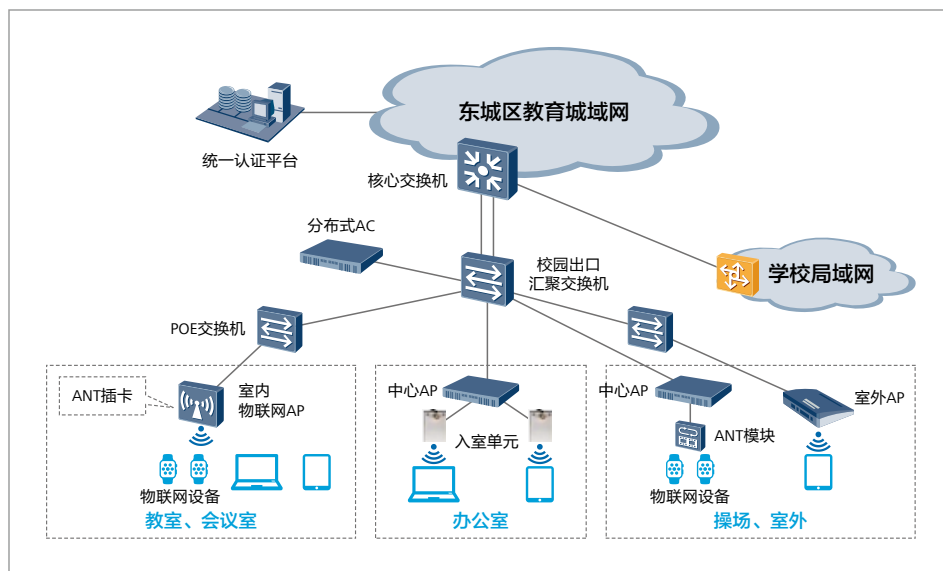 东城区教育城域网
统一认证平台
核心交换机
分布式AC
校园出口
汇聚交换机
学校局域网
POE交换机
ANT插卡
室内
物联网AP
中心AP
入室单元
中心AP
室外AP
ANT模块
物联网设备
物联网设备
教室、会议室
办公室
操场、室外